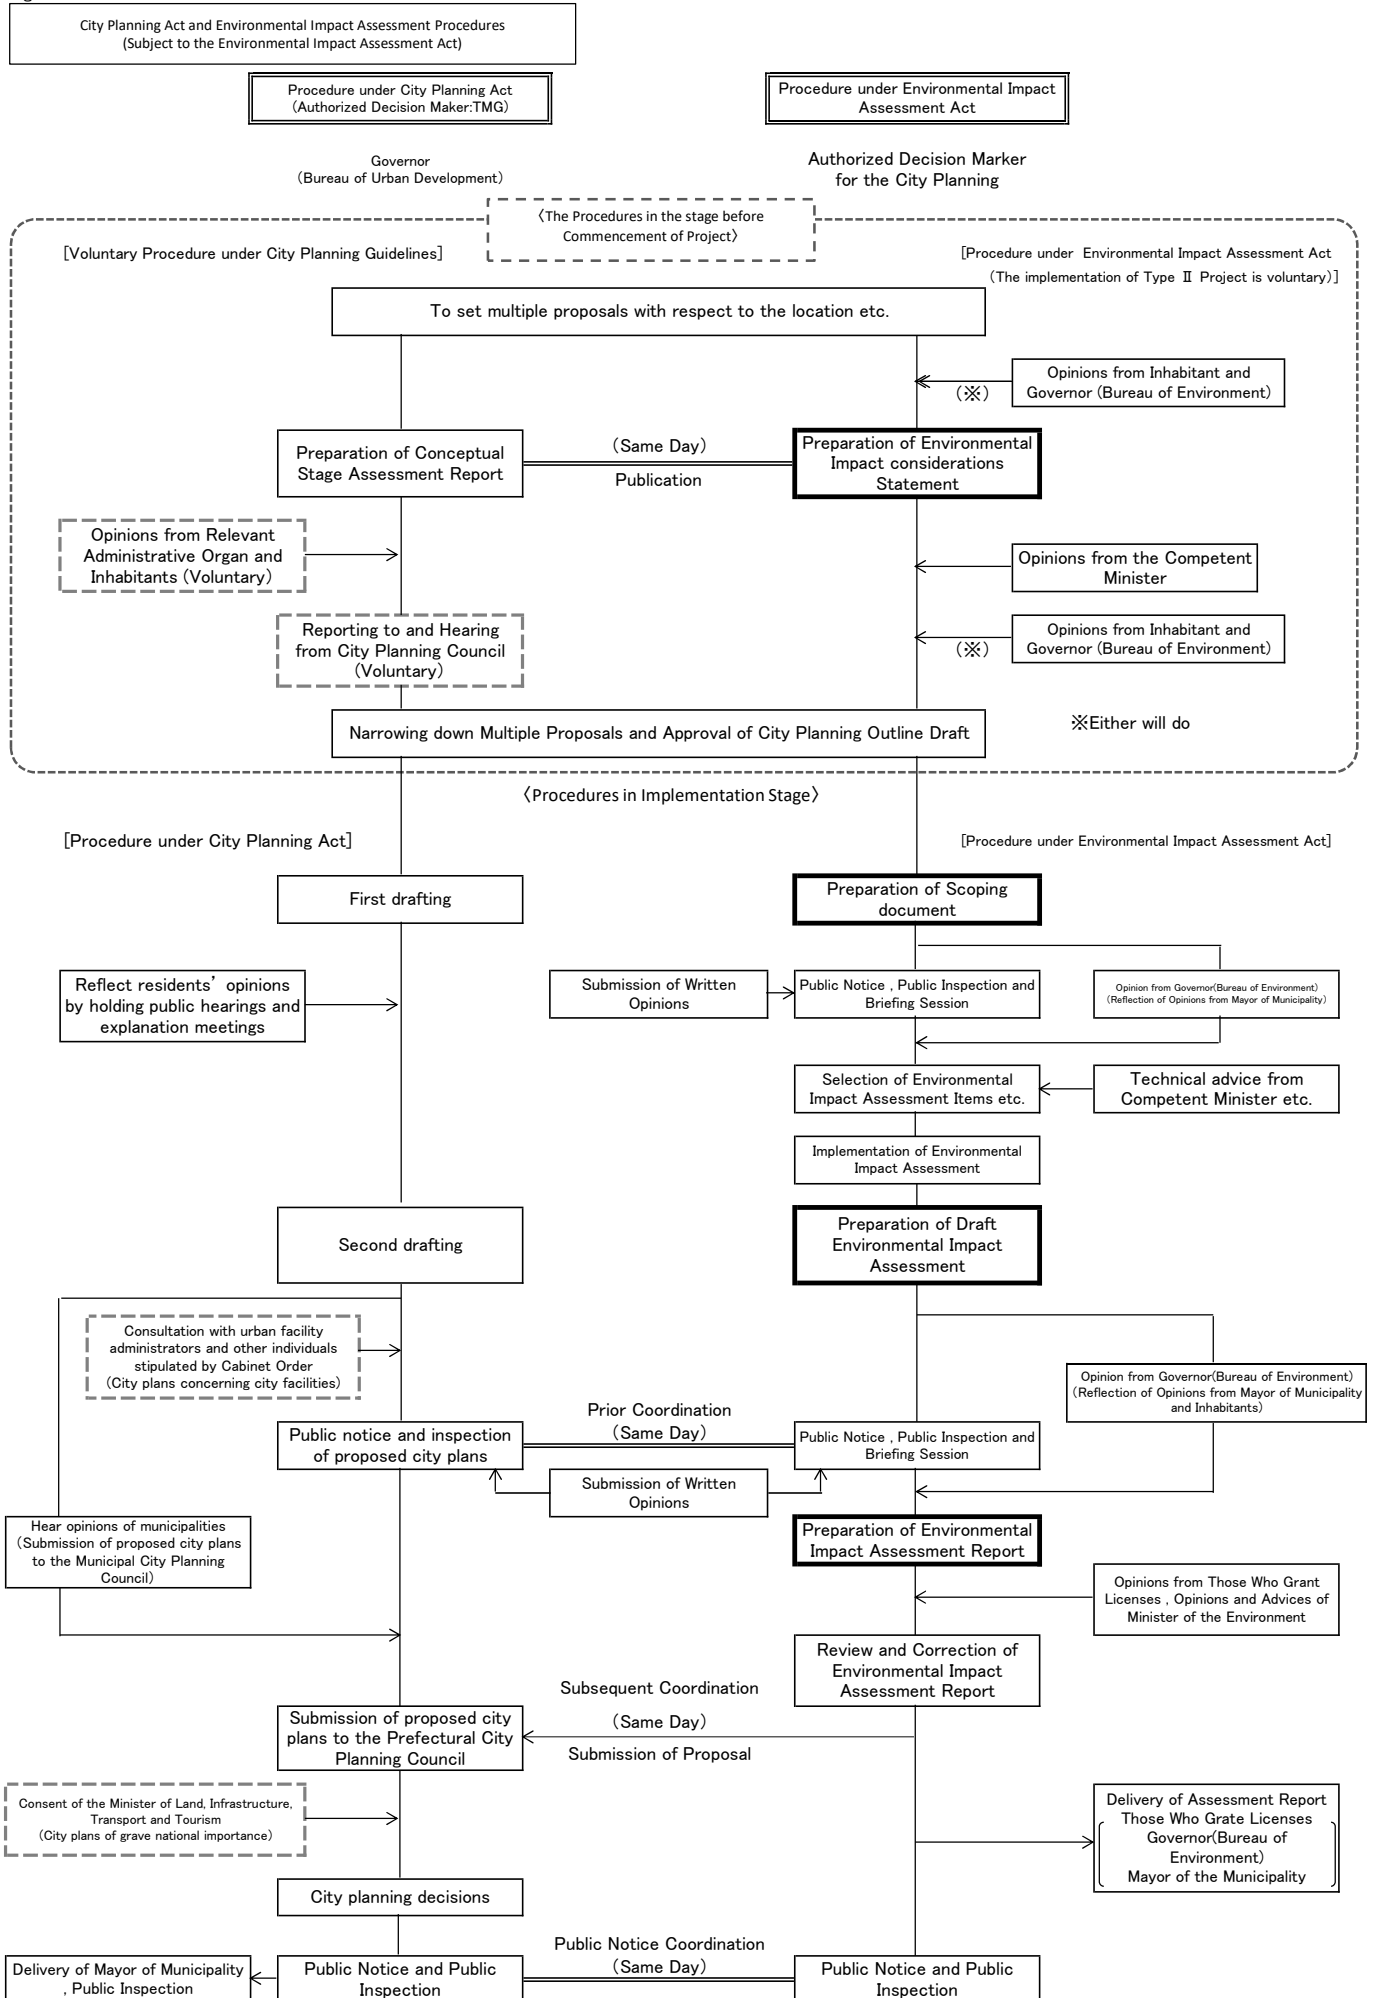 City Planning Act and Environmental Impact Assessment Procedures
(Subject to the Environmental Impact Assessment Act)
Procedure under City Planning Act
(Authorized Decision Maker:TMG)
Procedure under Environmental Impact
Assessment Act
Governor
(Bureau of Urban Development)
Authorized Decision Marker
for the City Planning
〈The Procedures in the stage before
Commencement of Project〉
[Voluntary Procedure under City Planning Guidelines]
[Procedure under Environmental Impact Assessment Act
(The implementation of Type Ⅱ Project is voluntary)]
To set multiple proposals with respect to the location etc.
Opinions from Inhabitant and
Governor (Bureau of Environment)
(※)
Preparation of Conceptual
Stage Assessment Report
(Same Day)
Publication
Preparation of Environmental
Impact considerations
Statement
Opinions from Relevant
Administrative Organ and
Inhabitants (Voluntary)
Opinions from the Competent
Minister
Reporting to and Hearing
from City Planning Council
(Voluntary)
Opinions from Inhabitant and
Governor (Bureau of Environment)
(※)
Narrowing down Multiple Proposals and Approval of City Planning Outline Draft
※Either will do
〈Procedures in Implementation Stage〉
[Procedure under City Planning Act]
[Procedure under Environmental Impact Assessment Act]
First drafting
Preparation of Scoping
document
Reflect residents' opinions
by holding public hearings and
explanation meetings
Submission of Written
Opinions
Public Notice , Public Inspection and
Briefing Session
Opinion from Governor(Bureau of Environment)
(Reflection of Opinions from Mayor of Municipality)
Selection of Environmental
Impact Assessment Items etc.
Technical advice from
Competent Minister etc.
Implementation of Environmental
Impact Assessment
Second drafting
Preparation of Draft
Environmental Impact
Assessment
Consultation with urban facility
administrators and other individuals
stipulated by Cabinet Order
(City plans concerning city facilities)
Opinion from Governor(Bureau of Environment)
(Reflection of Opinions from Mayor of Municipality
and Inhabitants)
Public notice and inspection
of proposed city plans
Prior Coordination
(Same Day)
Public Notice , Public Inspection and
Briefing Session
Submission of Written
Opinions
Hear opinions of municipalities
(Submission of proposed city plans
to the Municipal City Planning
Council)
Preparation of Environmental
Impact Assessment Report
Opinions from Those Who Grant
Licenses , Opinions and Advices of
Minister of the Environment
Review and Correction of
Environmental Impact
Assessment Report
Submission of proposed city
plans to the Prefectural City
Planning Council
Subsequent Coordination
(Same Day)
Submission of Proposal
Consent of the Minister of Land, Infrastructure,
Transport and Tourism
(City plans of grave national importance)
Delivery of Assessment Report
Those Who Grate Licenses
Governor(Bureau of
Environment)
Mayor of the Municipality
City planning decisions
Delivery of Mayor of Municipality
, Public Inspection
Public Notice and Public
Inspection
Public Notice Coordination
(Same Day)
Public Notice and Public
Inspection